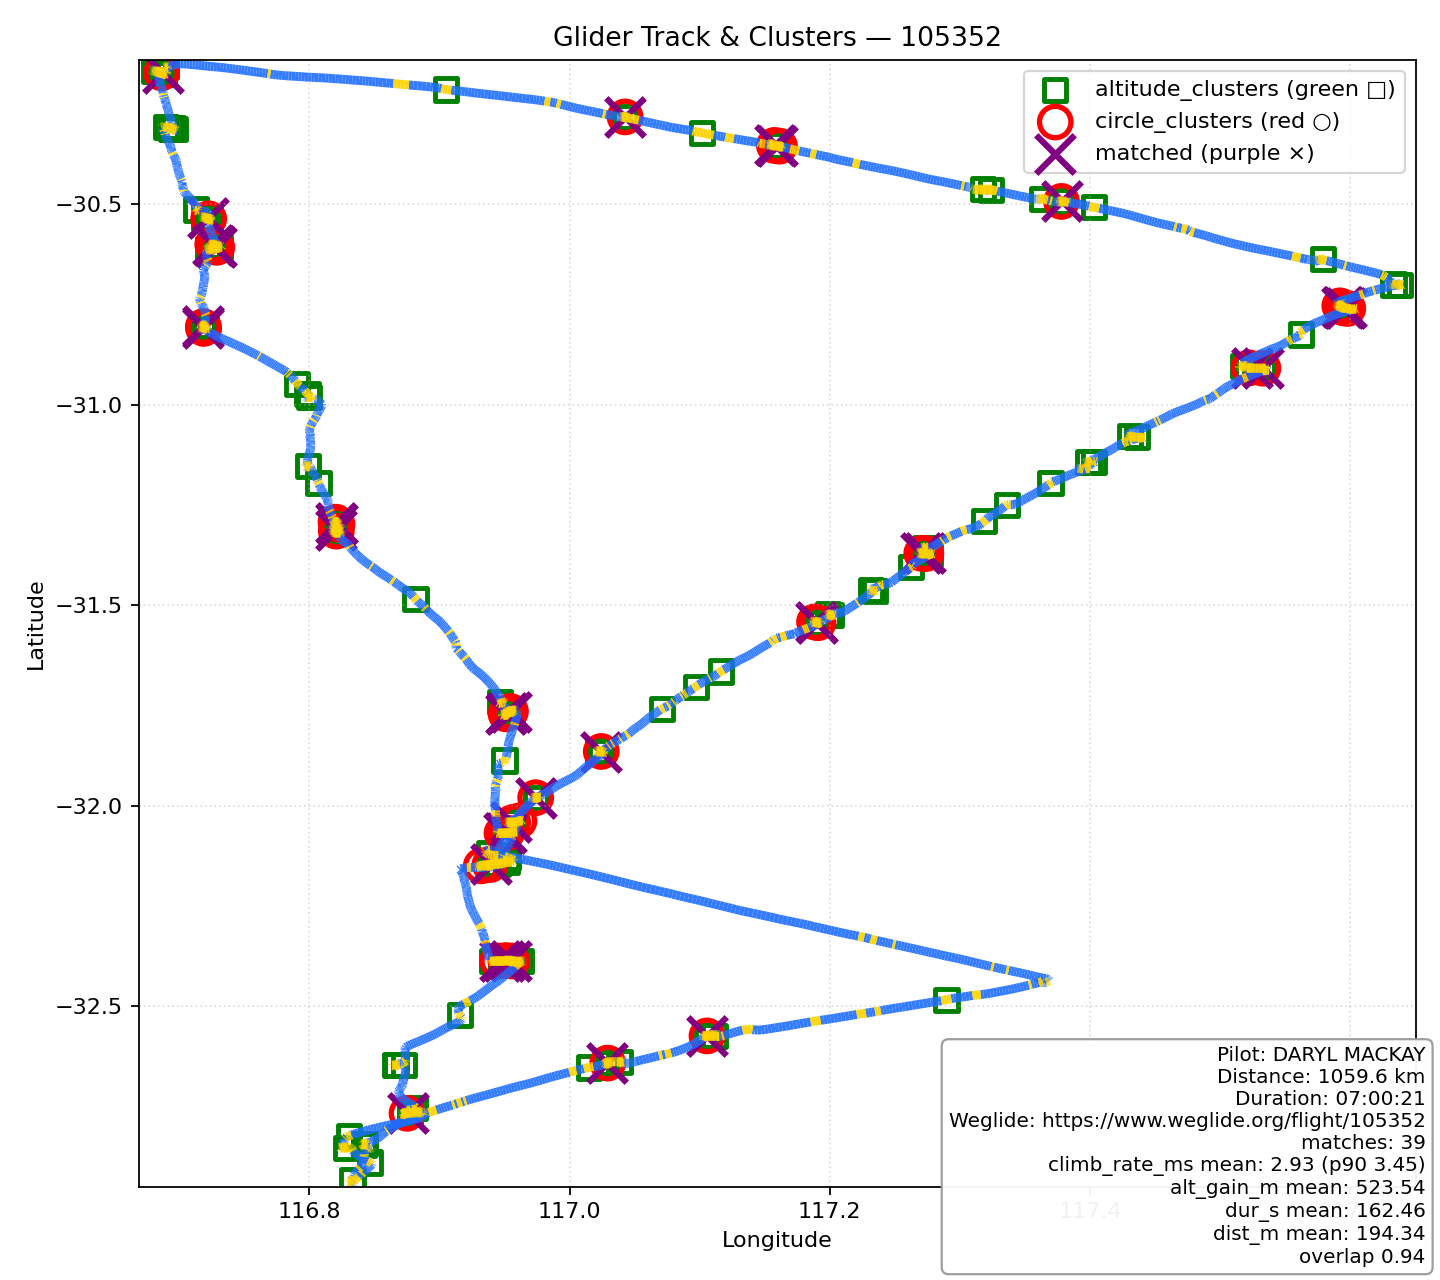 Glider Track & Clusters — 105352
altitude_clusters (green □)
circle_clusters (red ○)
matched (purple ×)
Latitude
−30.5
−31.0
−31.5
−32.0
−32.5
116.8
117.0
117.2
117.4
Longitude
Pilot: DARYL MACKAY
Distance: 1059.6 km
Duration: 07:00:21
Weglide: https://www.weglide.org/flight/105352
matches: 39
climb_rate_ms mean: 2.93 (p90 3.45)
alt_gain_m mean: 523.54
dur_s mean: 162.46
dist_m mean: 194.34
overlap 0.94